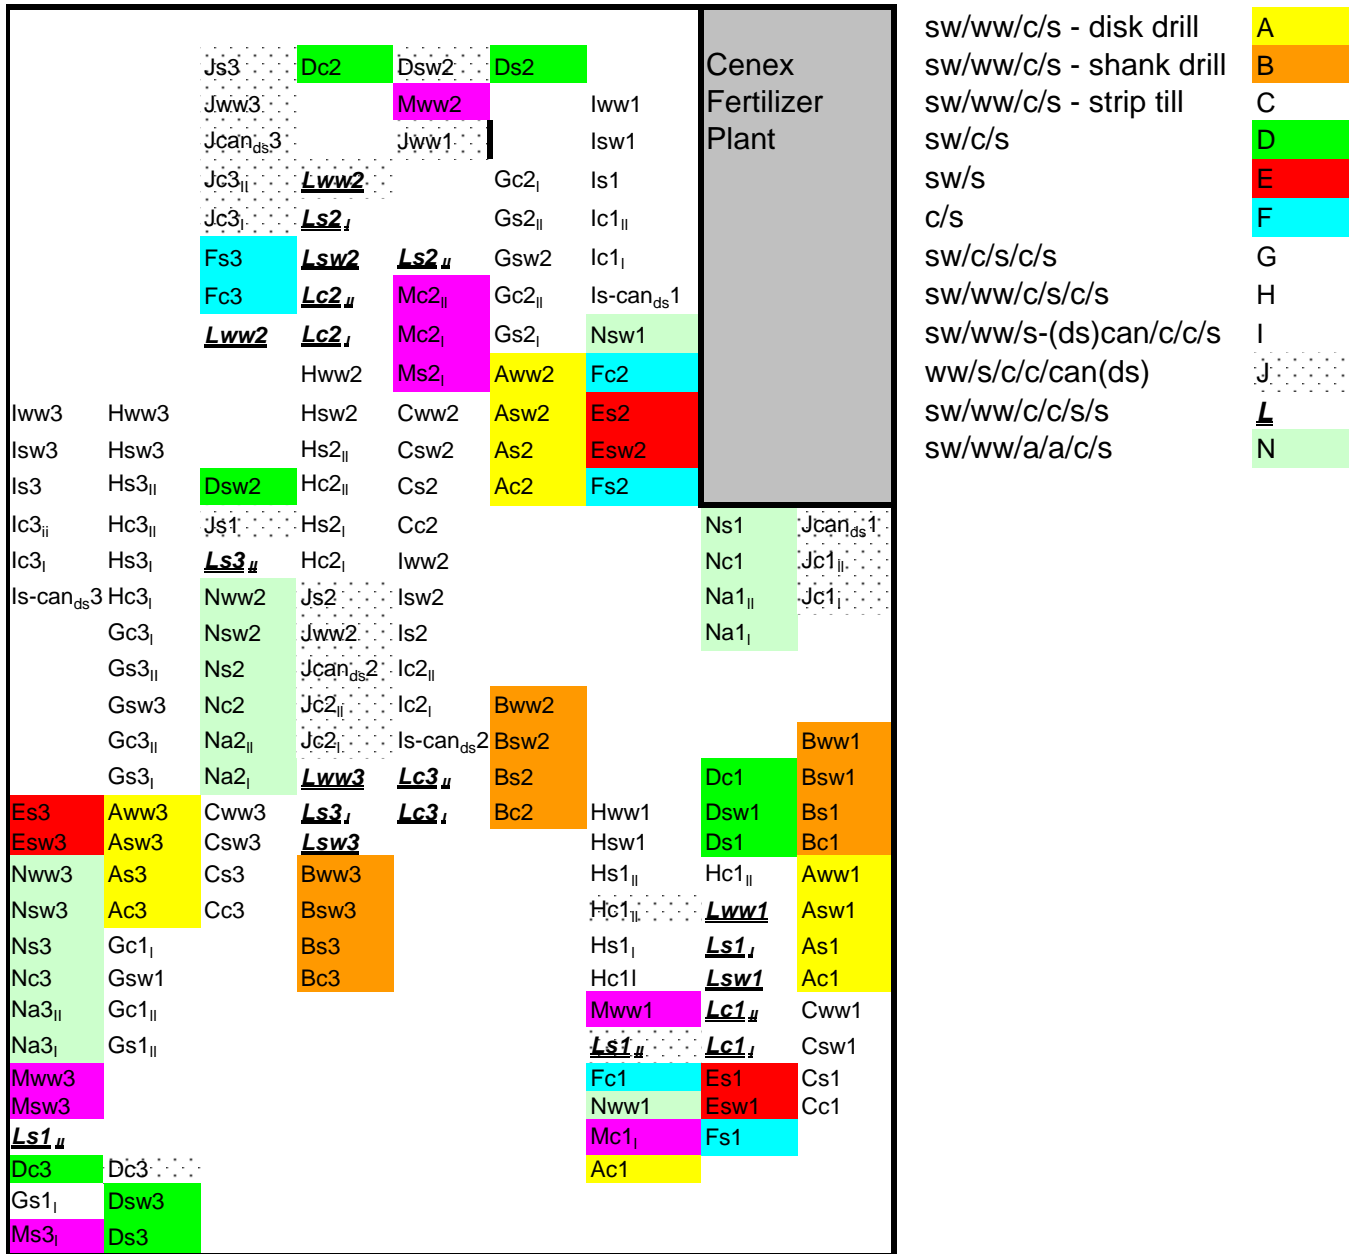 sw/ww/c/s - disk drill A
Js3 Dc2 Dsw2 Ds2 Cenex sw/ww/c/s - shank drill B
Jww3 Mww2 Iww1 Fertilizer sw/ww/c/s - strip till C
Jcands3 Jww1 Isw1 Plant sw/c/s D
Jc3II Lww2 Gc2I Is1 sw/s E
Jc3I Ls2I Gs2II Ic1II c/s F
Fs3 Lsw2 Ls2II Gsw2 Ic1I sw/c/s/c/s G
Fc3 Lc2II Mc2II Gc2II Is-cands1 sw/ww/c/s/c/s H
Lww2 Lc2I Mc2I Gs2I Nsw1 sw/ww/s-(ds)can/c/c/s I
Hww2 Ms2I Aww2 Fc2 ww/s/c/c/can(ds) J
Iww3 Hww3 Hsw2 Cww2 Asw2 Es2 sw/ww/c/c/s/s L
Isw3 Hsw3 Hs2II Csw2 As2 Esw2 sw/ww/a/a/c/s N
Is3 Hs3II Dsw2 Hc2II Cs2 Ac2 Fs2
Ic3ii Hc3II Js1 Hs2I Cc2 Ns1 Jcands1
Ic3I Hs3I Ls3II Hc2I Iww2 Nc1 Jc1II
Is-cands3 Hc3I Nww2 Js2 Isw2 Na1II Jc1I
Gc3I Nsw2 Jww2 Is2 Na1I
Gs3II Ns2 Jcands2 Ic2II
Gsw3 Nc2 Jc2II Ic2I Bww2
Gc3II Na2II Jc2I Is-cands2 Bsw2 Bww1
Gs3I Na2I Lww3 Lc3II Bs2 Dc1 Bsw1
Es3 Aww3 Cww3 Ls3I Lc3I Bc2 Hww1 Dsw1 Bs1
Esw3 Asw3 Csw3 Lsw3 Hsw1 Ds1 Bc1
Nww3 As3 Cs3 Bww3 Hs1II Hc1II Aww1
Nsw3 Ac3 Cc3 Bsw3 Hc1II Lww1 Asw1
Ns3 Gc1I Bs3 Hs1I Ls1I As1
Nc3 Gsw1 Bc3 Hc1I Lsw1 Ac1
Na3II Gc1II Mww1 Lc1II Cww1
Na3I Gs1II Ls1II Lc1I Csw1
Mww3 Fc1 Es1 Cs1
Msw3 Nww1 Esw1 Cc1
Ls1II Mc1I Fs1
Dc3 Dc3 Ac1
Gs1I Dsw3
Ms3I Ds3